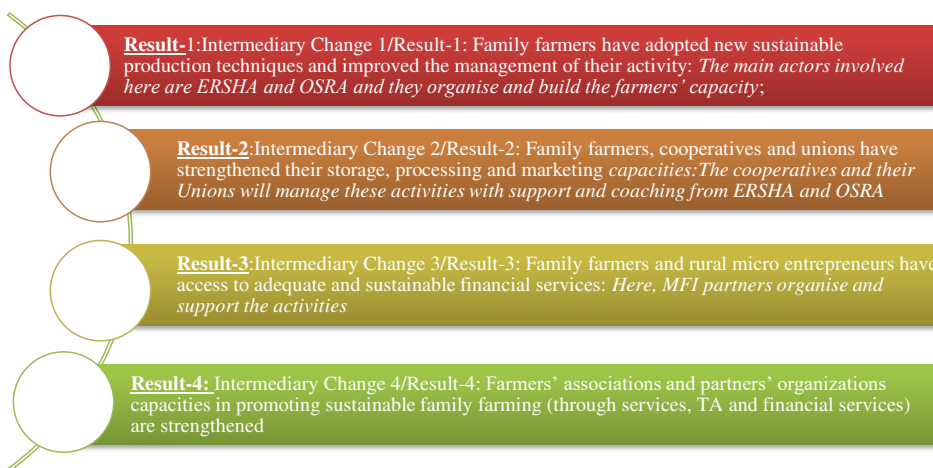 Result-1:Intermediary Change 1/Result-1: Family farmers have adopted new sustainable
production techniques and improved the management of their activity: The main actors involved
here are ERSHA and OSRA and they organise and build the farmers' capacity;
Result-2:Intermediary Change 2/Result-2: Family farmers, cooperatives and unions have
strengthened their storage, processing and marketing capacities:The cooperatives and their
Unions will manage these activities with support and coaching from ERSHA and OSRA
Result-3:Intermediary Change 3/Result-3: Family farmers and rural micro entrepreneurs have
access to adequate and sustainable financial services: Here, MFI partners organise and
support the activities
Result-4: Intermediary Change 4/Result-4: Farmers' associations and partners' organizations
capacities in promoting sustainable family farming (through services, TA and financial services)
are strengthened